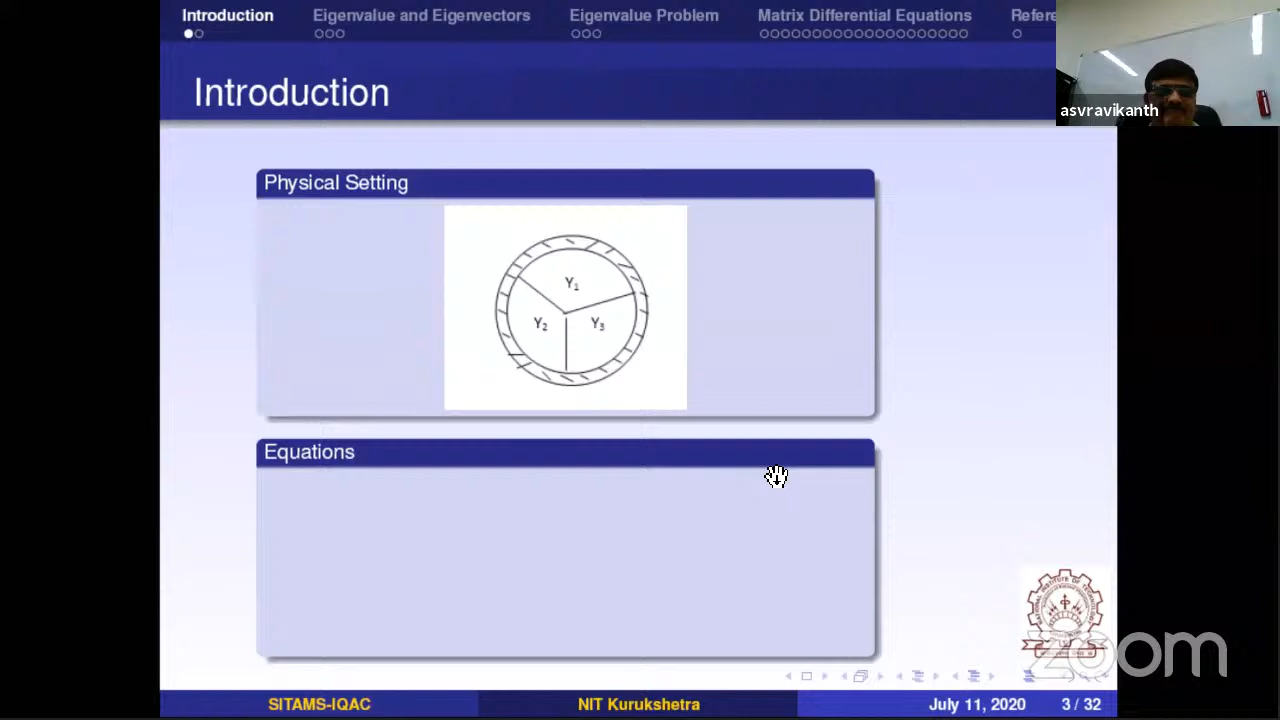 Introduction Eigenvalue and Eigenvectors Eigenvalue Problem Matrix Differential Equations Refere
Introduction
asvravikanth
Physical Setting
Y1
Y2 Y3
Equations
zoom
SITAMS-IQAC NIT Kurukshetra July 11, 2020 3 / 32